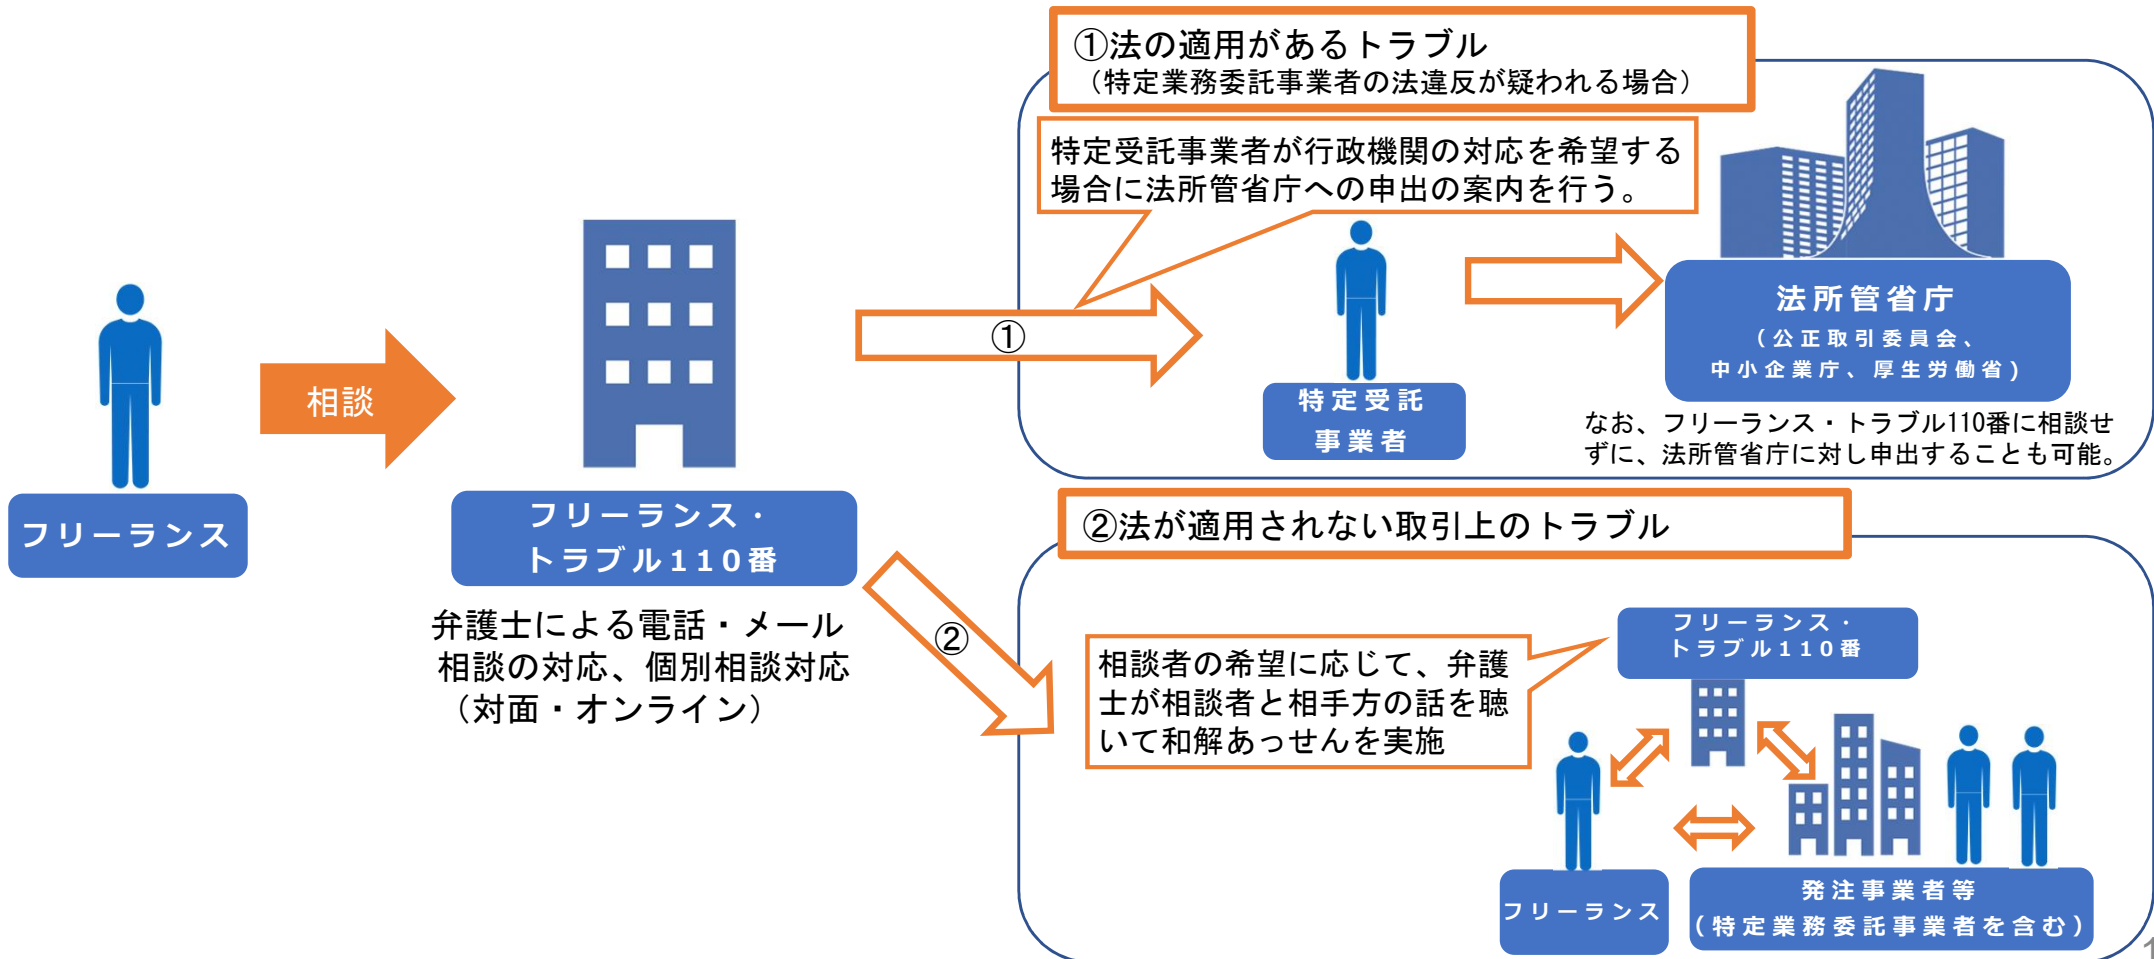 フリーランス
相談
フリーランス・
トラブル110番
弁護士による電話・メール
相談の対応、個別相談対応
（対面・オンライン）
①法の適用があるトラブル
（特定業務委託事業者の法違反が疑われる場合）
特定受託事業者が行政機関の対応を希望する
場合に法所管省庁への申出の案内を行う。
①
特定受託
事業者
法所管省庁
（公正取引委員会、
中小企業庁、厚生労働省）
なお、フリーランス・トラブル110番に相談せ
ずに、法所管省庁に対し申出することも可能。
②法が適用されない取引上のトラブル
②
相談者の希望に応じて、弁護
士が相談者と相手方の話を聴
いて和解あっせんを実施
フリーランス・
トラブル110番
フリーランス
発注事業者等
（特定業務委託事業者を含む）